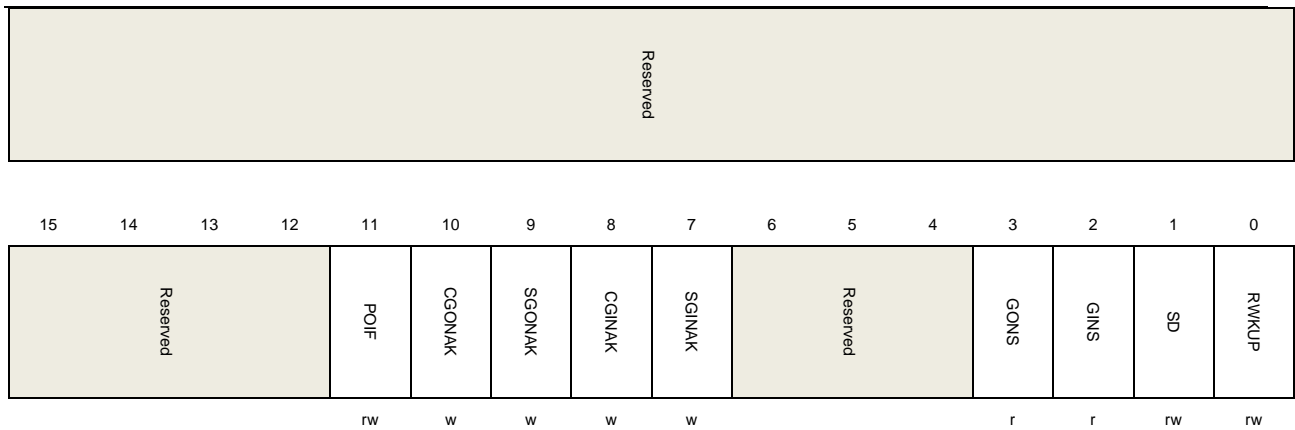 Reserved
15 14 13 12 11 10 9 8 7 6 5 4 3 2 1 0
Reserved POIF CGONAK SGONAK CGINAK SGINAK Reserved GONS GINS SD RWKUP
rw w w w w r r rw rw